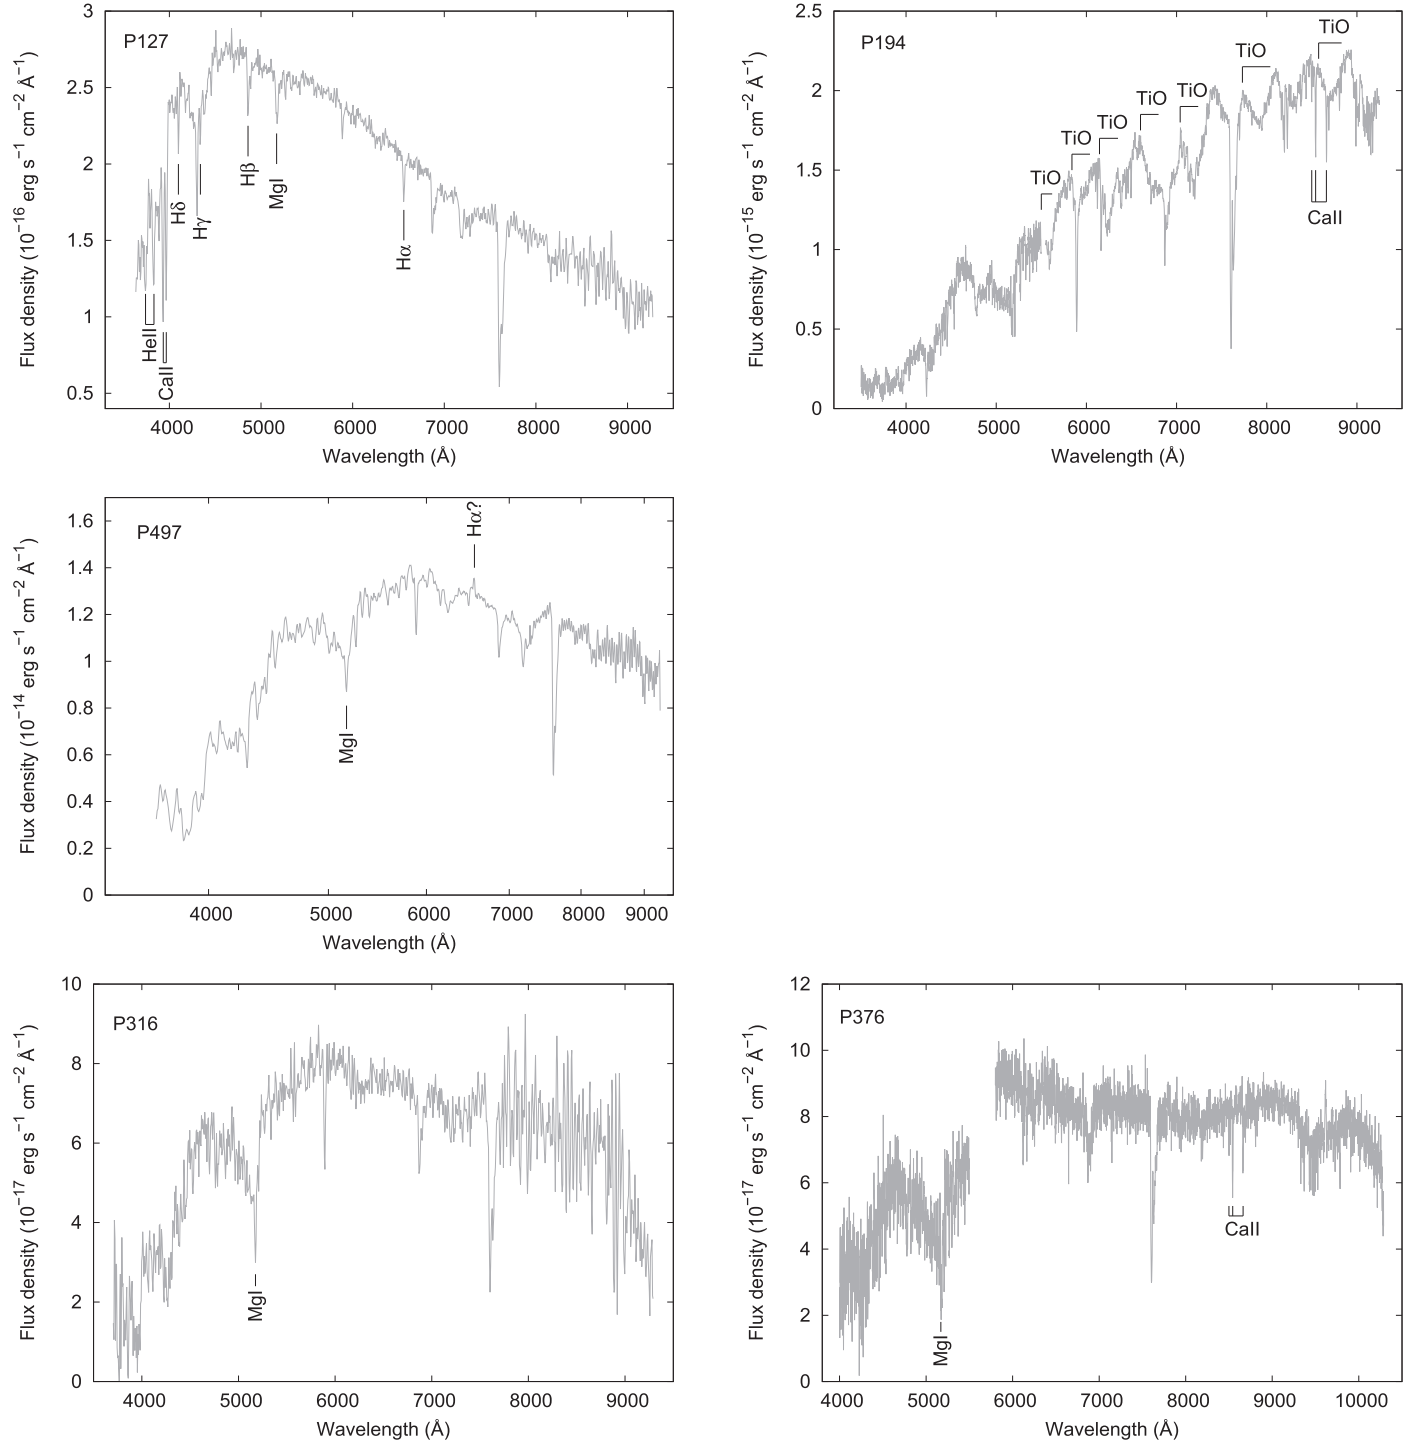 P127
Flux density (10⁻¹⁶ erg s⁻¹ cm⁻² Å⁻¹)
3
2.5
2
1.5
1
0.5
Hδ
Hγ
Hβ
MgI
Hα
HeII
CaII
4000 5000 6000 7000 8000 9000
Wavelength (Å)
P194
Flux density (10⁻¹⁵ erg s⁻¹ cm⁻² Å⁻¹)
2.5
2
1.5
1
0.5
0
TiO
TiO
TiO
TiO
TiO
TiO
TiO
CaII
4000 5000 6000 7000 8000 9000
Wavelength (Å)
P497
Flux density (10⁻¹⁴ erg s⁻¹ cm⁻² Å⁻¹)
1.6
1.4
1.2
1
0.8
0.6
0.4
0.2
0
Hα?
MgI
4000 5000 6000 7000 8000 9000
Wavelength (Å)
P316
Flux density (10⁻¹⁷ erg s⁻¹ cm⁻² Å⁻¹)
10
8
6
4
2
0
MgI
4000 5000 6000 7000 8000 9000
Wavelength (Å)
P376
Flux density (10⁻¹⁷ erg s⁻¹ cm⁻² Å⁻¹)
12
10
8
6
4
2
0
MgI
CaII
4000 5000 6000 7000 8000 9000 10000
Wavelength (Å)